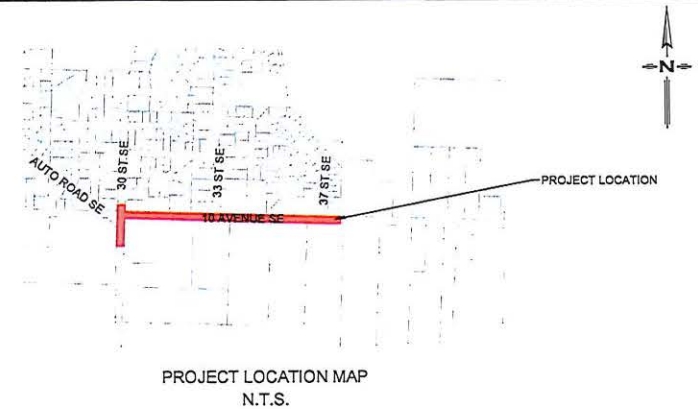 N
AUTO ROAD SE
30 ST. SE
33 ST SE
37 ST SE
PROJECT LOCATION
10 AVENUE SE
PROJECT LOCATION MAP
N.T.S.